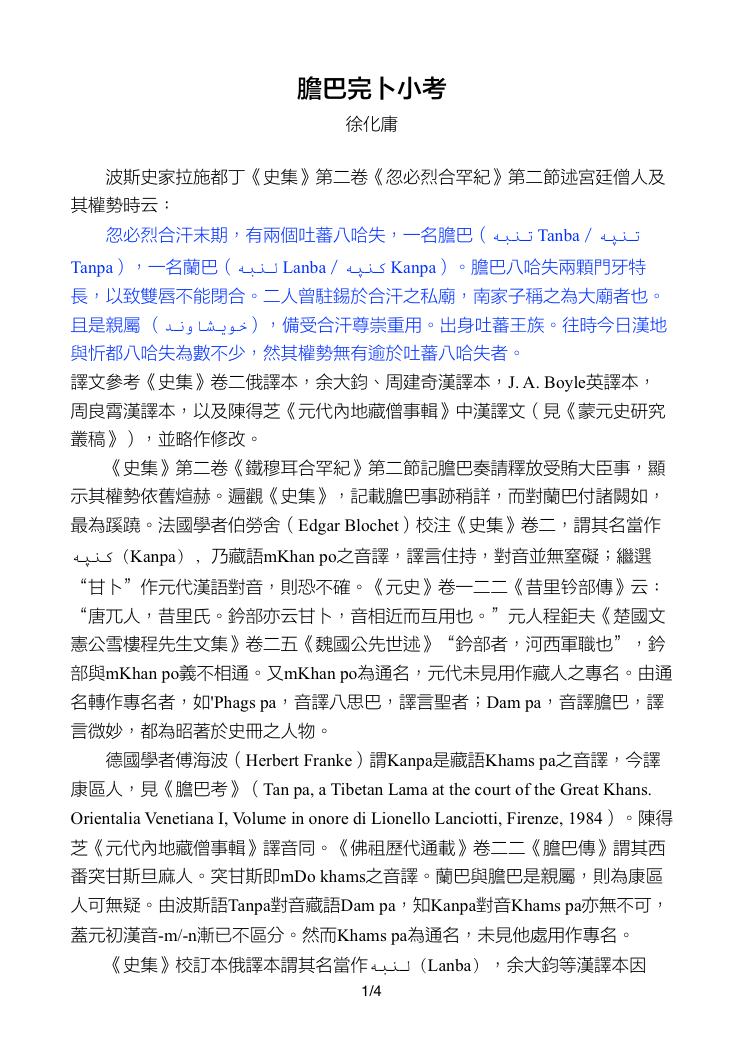 膽巴完卜小考
徐化庸
波斯史家拉施都丁《史集》第二卷《忽必烈合罕紀》第二節述宮廷僧人及
其權勢時云：
忽必烈合汗末期，有兩個吐蕃八哈失，一名膽巴（تنبه Tanba / تنپه
Tanpa），一名蘭巴（لنبه Lanba / كنپه Kanpa）。膽巴八哈失兩顆門牙特
長，以致雙唇不能閉合。二人曾駐錫於合汗之私廟，南家子稱之為大廟者也。
且是親屬（خويشاوند），備受合汗尊崇重用。出身吐蕃王族。往時今日漢地
與忻都八哈失為數不少，然其權勢無有逾於吐蕃八哈失者。
譯文參考《史集》卷二俄譯本，余大鈞、周建奇漢譯本，J. A. Boyle英譯本，
周良霄漢譯本，以及陳得芝《元代內地藏僧事輯》中漢譯文（見《蒙元史研究
叢稿》），並略作修改。
《史集》第二卷《鐵穆耳合罕紀》第二節記膽巴奏請釋放受賄大臣事，顯
示其權勢依舊煊赫。遍觀《史集》，記載膽巴事跡稍詳，而對蘭巴付諸闕如，
最為蹊蹺。法國學者伯勞舍（Edgar Blochet）校注《史集》卷二，謂其名當作
كنپه（Kanpa）, 乃藏語mKhan po之音譯，譯言住持，對音並無窒礙；繼選
“甘卜”作元代漢語對音，則恐不確。《元史》卷一二二《昔里钤部傳》云：
“唐兀人，昔里氏。鈐部亦云甘卜，音相近而互用也。”元人程鉅夫《楚國文
憲公雪樓程先生文集》卷二五《魏國公先世述》“鈐部者，河西軍職也”，鈐
部與mKhan po義不相通。又mKhan po為通名，元代未見用作藏人之專名。由通
名轉作專名者，如'Phags pa，音譯八思巴，譯言聖者；Dam pa，音譯膽巴，譯
言微妙，都為昭著於史冊之人物。
德國學者傅海波（Herbert Franke）謂Kanpa是藏語Khams pa之音譯，今譯
康區人，見《膽巴考》（Tan pa, a Tibetan Lama at the court of the Great Khans.
Orientalia Venetiana I, Volume in onore di Lionello Lanciotti, Firenze, 1984）。陳得
芝《元代內地藏僧事輯》譯音同。《佛祖歷代通載》卷二二《膽巴傳》謂其西
番突甘斯旦麻人。突甘斯即mDo khams之音譯。蘭巴與膽巴是親屬，則為康區
人可無疑。由波斯語Tanpa對音藏語Dam pa，知Kanpa對音Khams pa亦無不可，
蓋元初漢音-m/-n漸已不區分。然而Khams pa為通名，未見他處用作專名。
《史集》校訂本俄譯本謂其名當作لنبه（Lanba），余大鈞等漢譯本因
1/4